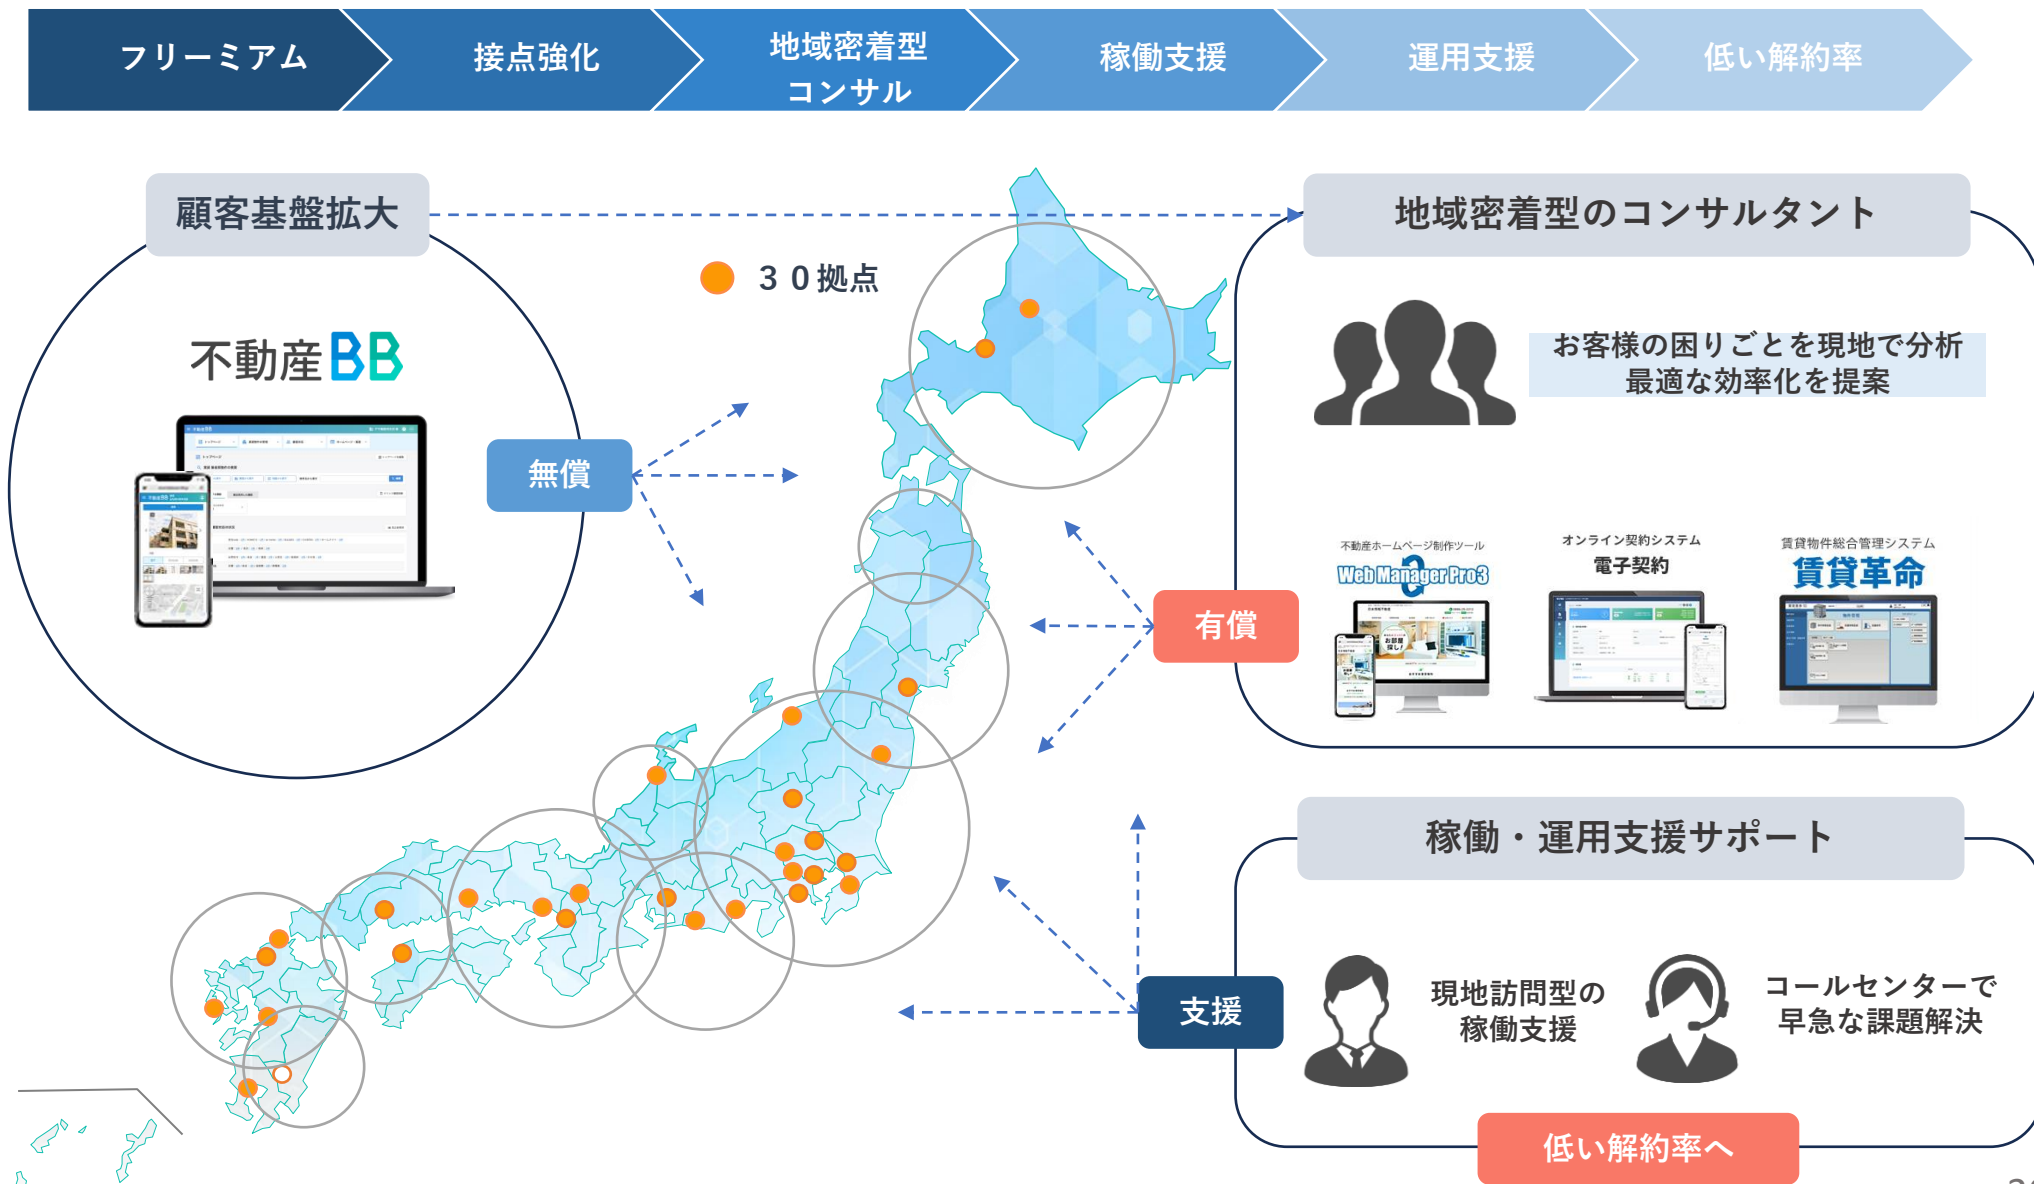 フリーミアム
接点強化
地域密着型
コンサル
稼働支援
運用支援
低い解約率
顧客基盤拡大
不動産BB
無償
３０拠点
地域密着型のコンサルタント
お客様の困りごとを現地で分析
最適な効率化を提案
不動産ホームページ制作ツール
Web Manager Pro3
オンライン契約システム
電子契約
賃貸物件総合管理システム
賃貸革命
お部屋
探し!
有償
稼働・運用支援サポート
支援
現地訪問型の
稼働支援
コールセンターで
早急な課題解決
低い解約率へ